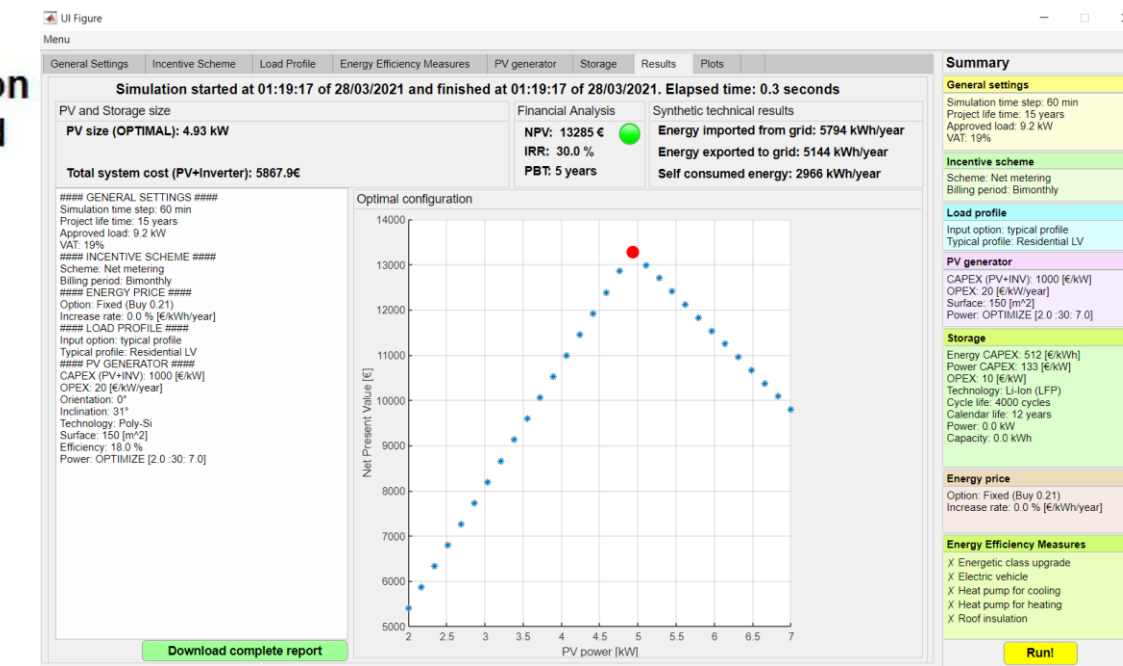 on
UI Figure
Menu
General Settings Incentive Scheme Load Profile Energy Efficiency Measures PV generator Storage Results Plots
Simulation started at 01:19:17 of 28/03/2021 and finished at 01:19:17 of 28/03/2021. Elapsed time: 0.3 seconds
PV and Storage size
PV size (OPTIMAL): 4.93 kW
Total system cost (PV+Inverter): 5867.9€
Financial Analysis
NPV: 13285 €
IRR: 30.0 %
PBT: 5 years
Synthetic technical results
Energy imported from grid: 5794 kWh/year
Energy exported to grid: 5144 kWh/year
Self consumed energy: 2966 kWh/year
#### GENERAL SETTINGS ####
Simulation time step: 60 min
Project life time: 15 years
Approved load: 9.2 kW
VAT: 19%
#### INCENTIVE SCHEME ####
Scheme: Net metering
Billing period: Bimonthly
#### ENERGY PRICE ####
Option: Fixed (Buy 0.21)
Increase rate: 0.0 % [€/kWh/year]
#### LOAD PROFILE ####
Input option: typical profile
Typical profile: Residential LV
#### PV GENERATOR ####
CAPEX (PV+INV): 1000 [€/kW]
OPEX: 20 [€/kW/year]
Orientation: 0°
Inclination: 31°
Technology: Poly-Si
Surface: 150 [m^2]
Efficiency: 18.0 %
Power: OPTIMIZE [2.0 :30: 7.0]
Download complete report
Optimal configuration
Net Present Value [€]
14000
13000
12000
11000
10000
9000
8000
7000
6000
5000
2 2.5 3 3.5 4 4.5 5 5.5 6 6.5 7
PV power [kW]
Summary
General settings
Simulation time step: 60 min
Project life time: 15 years
Approved load: 9.2 kW
VAT: 19%
Incentive scheme
Scheme: Net metering
Billing period: Bimonthly
Load profile
Input option: typical profile
Typical profile: Residential LV
PV generator
CAPEX (PV+INV): 1000 [€/kW]
OPEX: 20 [€/kW/year]
Surface: 150 [m^2]
Power: OPTIMIZE [2.0 :30: 7.0]
Storage
Energy CAPEX: 512 [€/kWh]
Power CAPEX: 133 [€/kW]
OPEX: 10 [€/kW]
Technology: Li-Ion (LFP)
Cycle life: 4000 cycles
Calendar life: 12 years
Power: 0.0 kW
Capacity: 0.0 kWh
Energy price
Option: Fixed (Buy 0.21)
Increase rate: 0.0 % [€/kWh/year]
Energy Efficiency Measures
✗ Energetic class upgrade
✗ Electric vehicle
✗ Heat pump for cooling
✗ Heat pump for heating
✗ Roof insulation
Run!